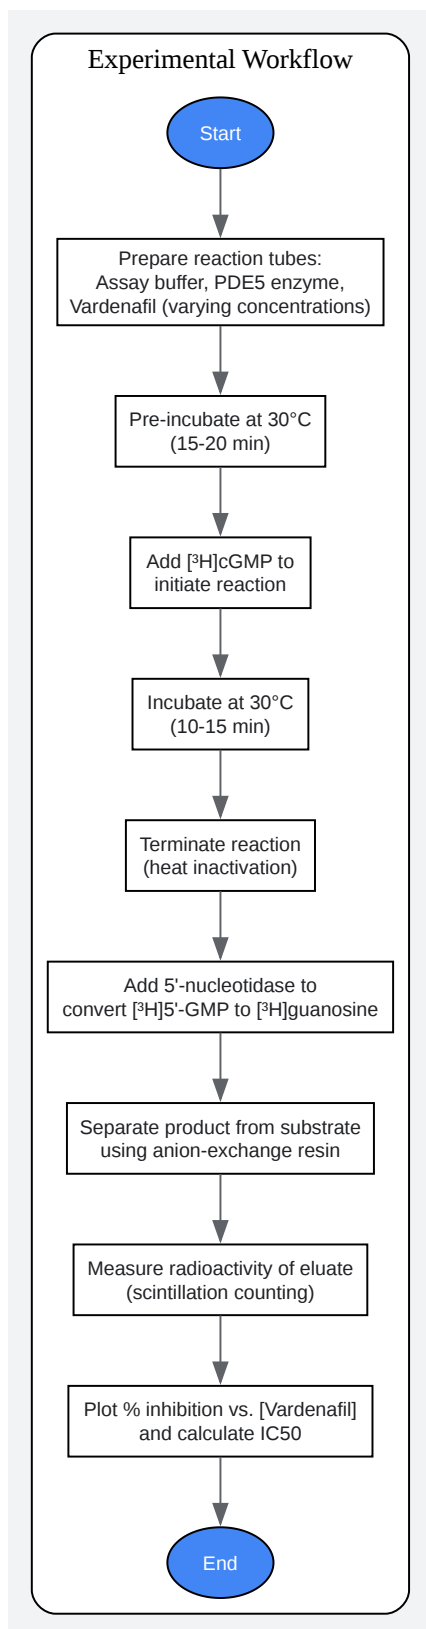 Experimental Workflow
Start
Prepare reaction tubes:
Assay buffer, PDE5 enzyme,
Vardenafil (varying concentrations)
Pre-incubate at 30°C
(15-20 min)
Add [³H]cGMP to
initiate reaction
Incubate at 30°C
(10-15 min)
Terminate reaction
(heat inactivation)
Add 5'-nucleotidase to
convert [³H]5'-GMP to [³H]guanosine
Separate product from substrate
using anion-exchange resin
Measure radioactivity of eluate
(scintillation counting)
Plot % inhibition vs. [Vardenafil]
and calculate IC50
End